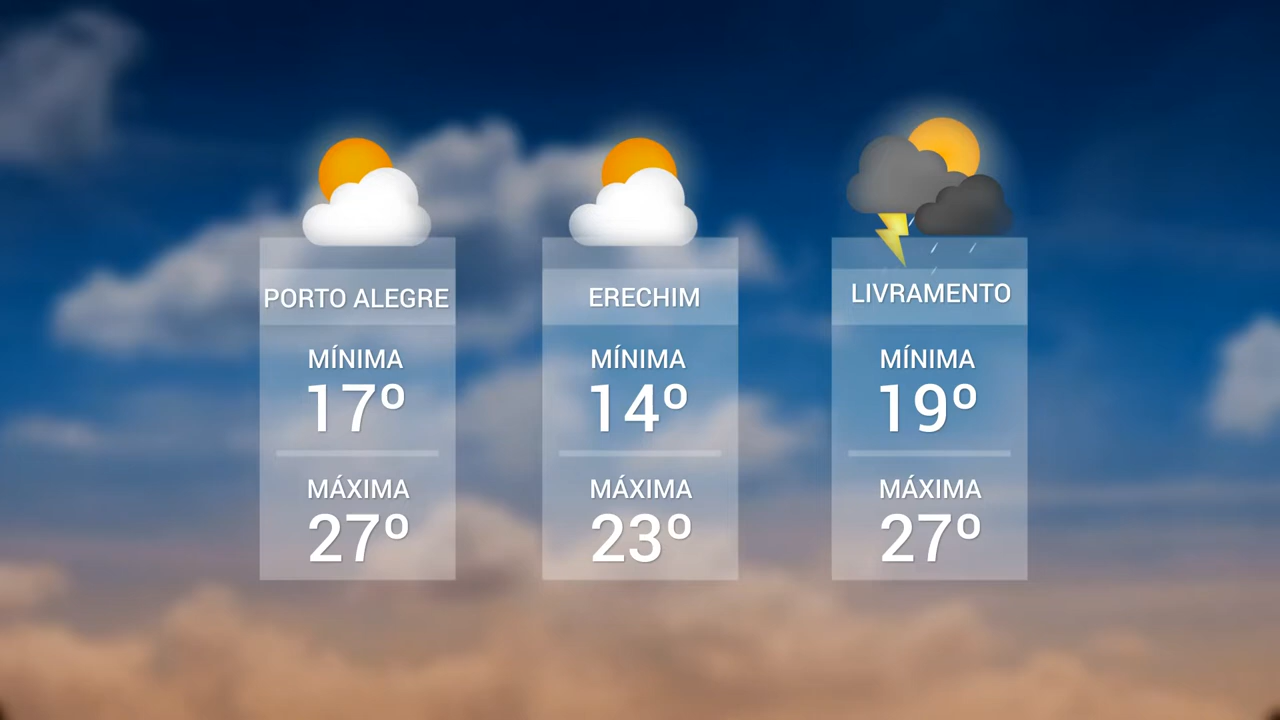 PORTO ALEGRE
MÍNIMA
17º
MÁXIMA
27º
ERECHIM
MÍNIMA
14º
MÁXIMA
23º
LIVRAMENTO
MÍNIMA
19º
MÁXIMA
27º